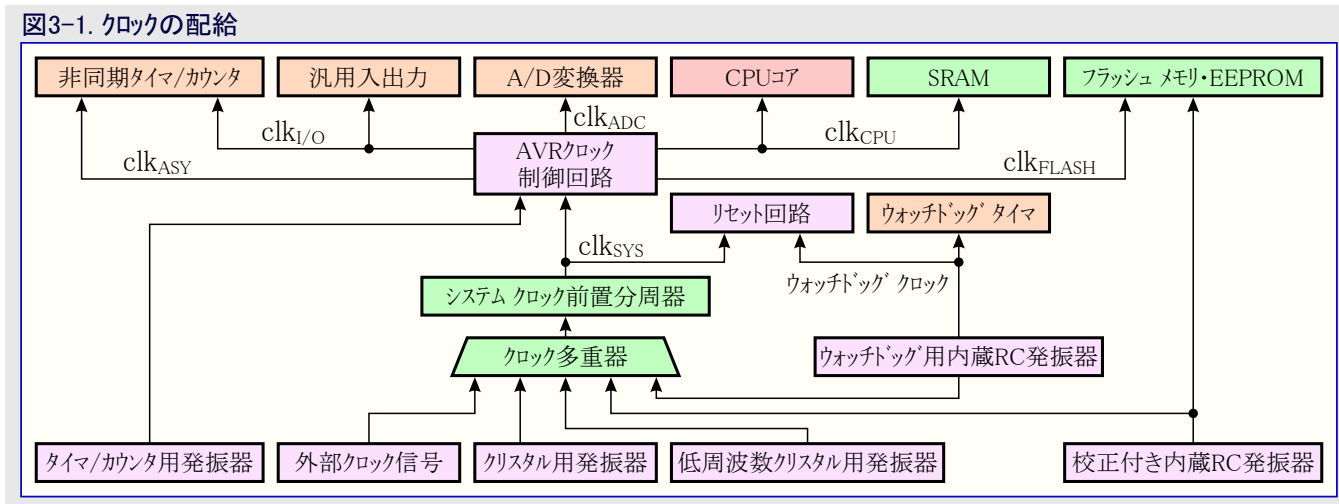 図3-1. クロックの配給
非同期タイマ/カウンタ
汎用入出力
A/D変換器
CPUコア
SRAM
フラッシュ メモリ・EEPROM
clkI/O
clkADC
clkCPU
clkASY
AVRクロック
制御回路
clkFLASH
リセット回路
ウォッチドッグ タイマ
clkSYS
ウォッチドッグ クロック
システム クロック前置分周器
クロック多重器
ウォッチドッグ用内蔵RC発振器
タイマ/カウンタ用発振器
外部クロック信号
クリスタル用発振器
低周波数クリスタル用発振器
校正付き内蔵RC発振器